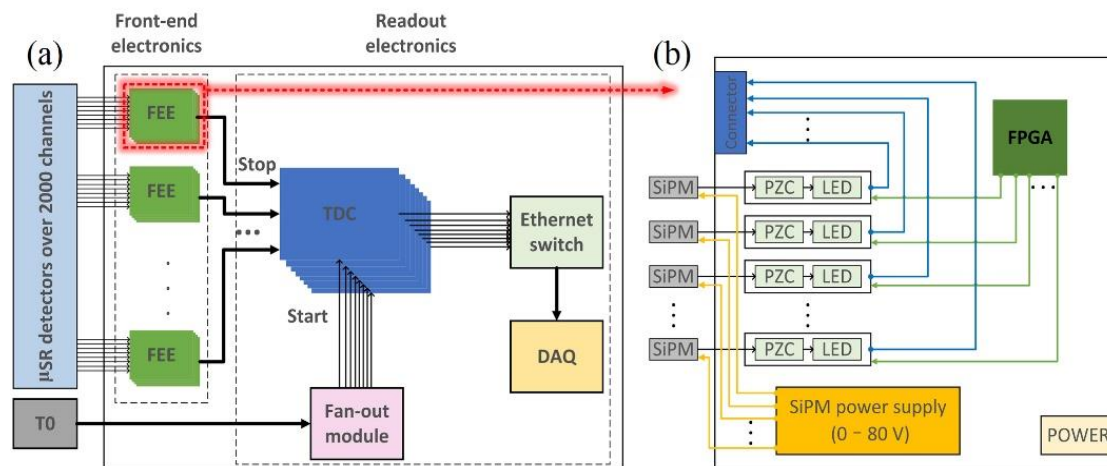 (a)
Front-end
electronics
Readout
electronics
μSR detectors over 2000 channels
FEE
FEE
FEE
Stop
TDC
Start
Ethernet
switch
DAQ
Fan-out
module
T0
(b)
Connector
FPGA
SiPM
PZC
LED
SiPM
PZC
LED
SiPM
PZC
LED
SiPM
PZC
LED
SiPM power supply
(0 – 80 V)
POWER